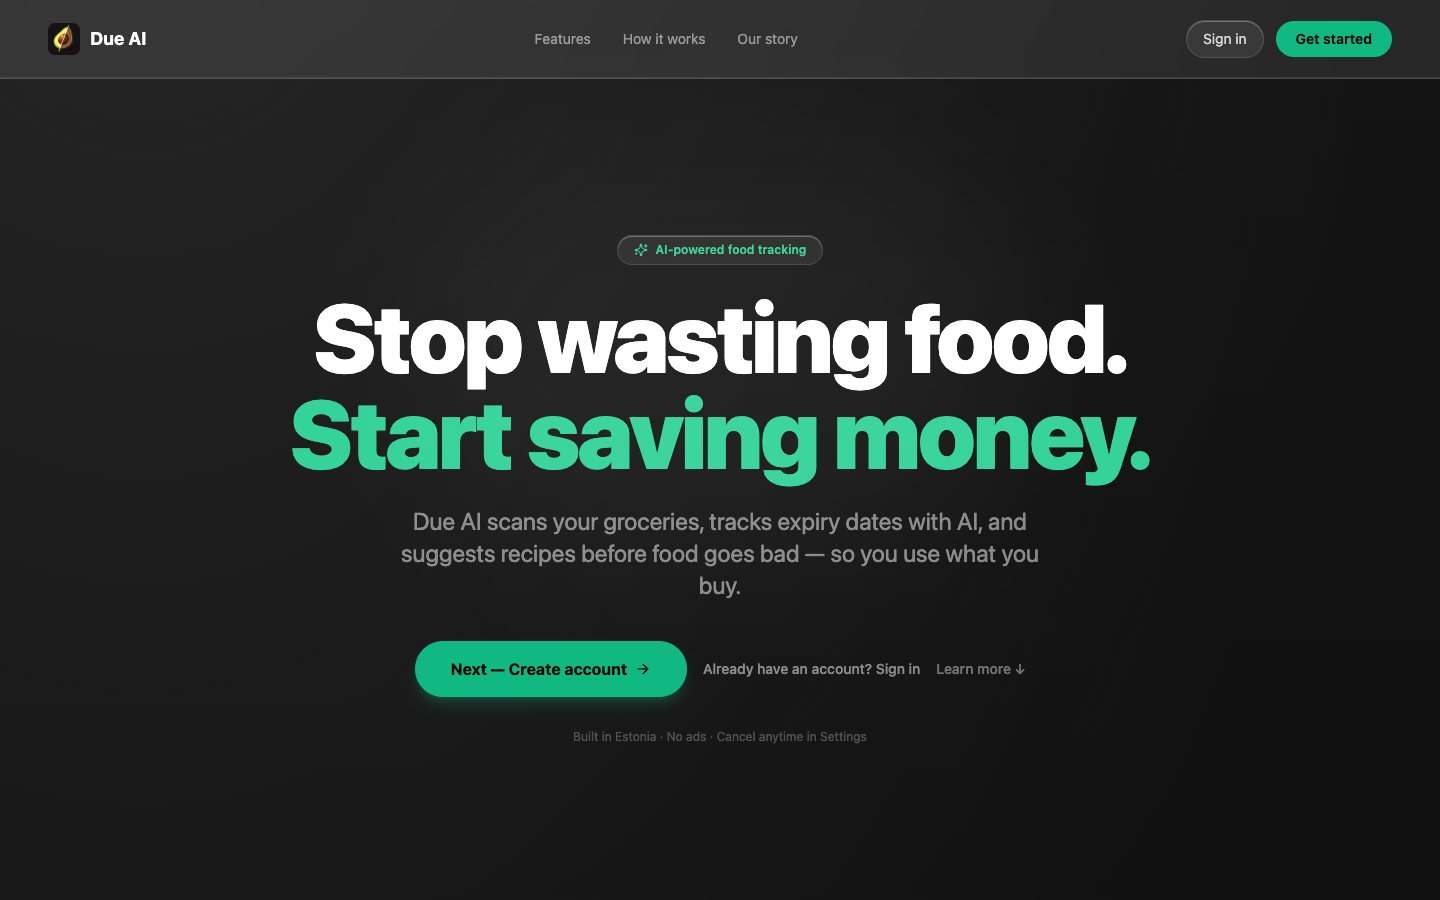 Due AI
Features
How it works
Our story
Sign in
Get started
AI-powered food tracking
Stop wasting food.
Start saving money.
Due AI scans your groceries, tracks expiry dates with AI, and
suggests recipes before food goes bad — so you use what you
buy.
Next — Create account →
Already have an account? Sign in
Learn more ↓
Built in Estonia · No ads · Cancel anytime in Settings